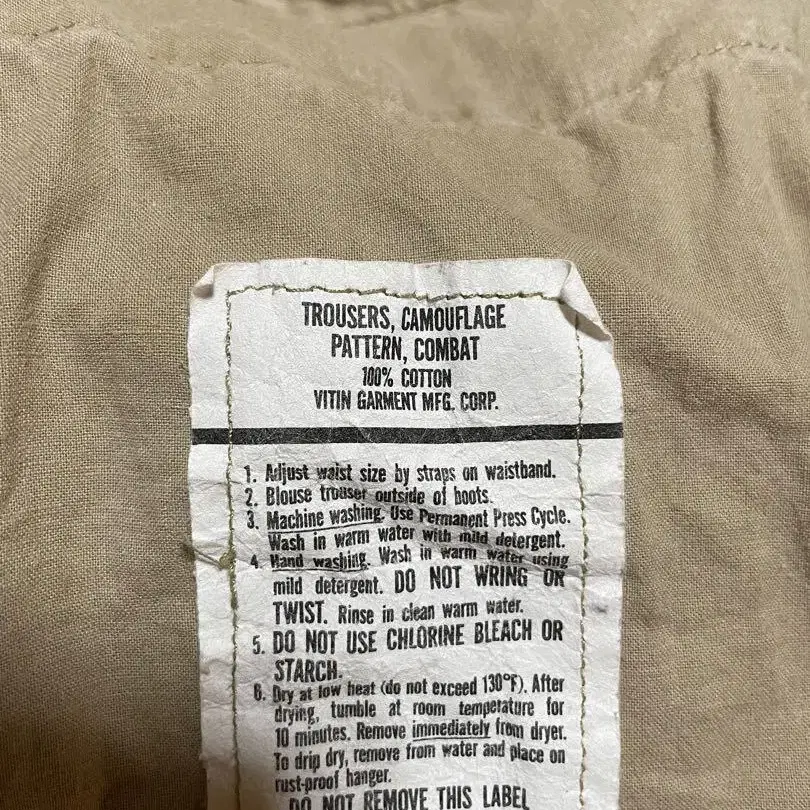 TROUSERS, CAMOUFLAGE
PATTERN, COMBAT
100% COTTON
VITIN GARMENT MFG. CORP.
1. Adjust waist size by straps on waistband.
2. Blouse trouser outside of boots.
3. Machine washing. Use Permanent Press Cycle.
Wash in warm water with mild detergent.
4. Hand washing. Wash in warm water using
mild detergent. DO NOT WRING OR
TWIST. Rinse in clean warm water.
5. DO NOT USE CHLORINE BLEACH OR
STARCH.
6. Dry at low heat (do not exceed 130°F). After
drying, tumble at room temperature for
10 minutes. Remove immediately from dryer.
To drip dry, remove from water and place on
rust-proof hanger.
DO NOT REMOVE THIS LABEL